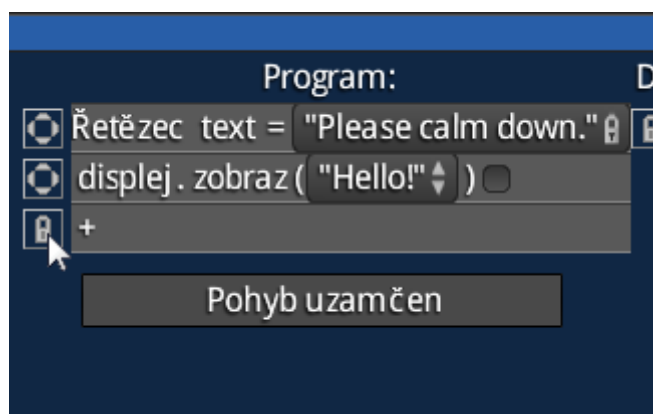 Program: D
Řetězec text = "Please calm down."
displej . zobraz ( "Hello!" )
+
Pohyb uzamčen